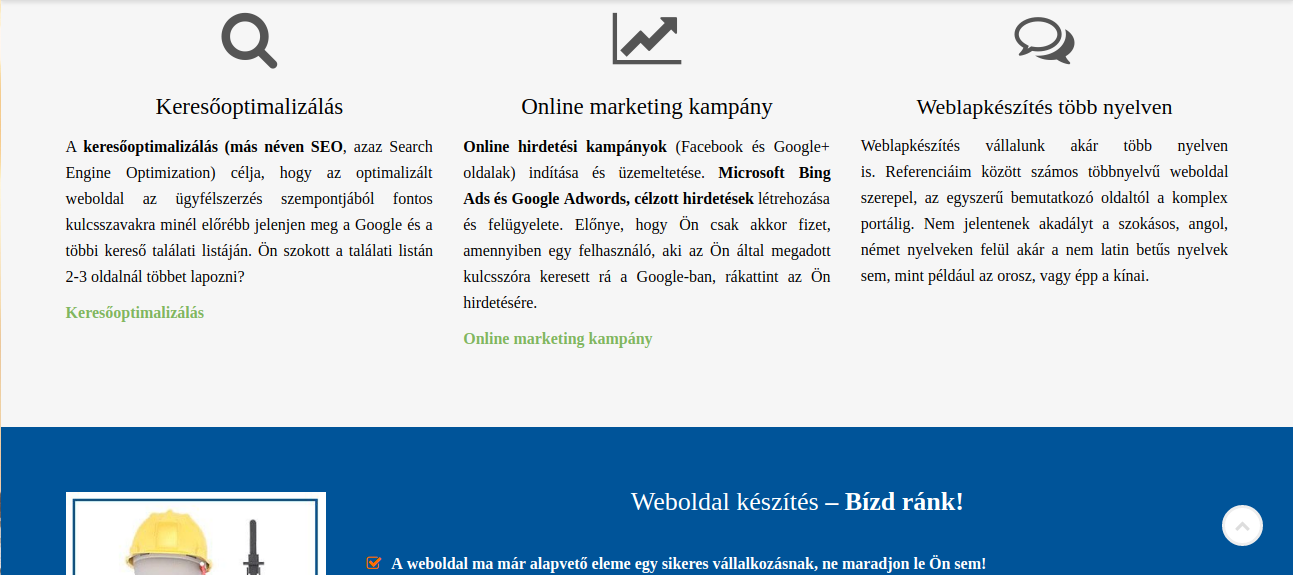 Keresőoptimalizálás
A keresőoptimalizálás (más néven SEO, azaz Search
Engine Optimization) célja, hogy az optimalizált
weboldal az ügyfélszerzés szempontjából fontos
kulcsszavakra minél előrébb jelenjen meg a Google és a
többi kereső találati listáján. Ön szokott a találati listán
2-3 oldalnál többet lapozni?
Keresőoptimalizálás
Online marketing kampány
Online hirdetési kampányok (Facebook és Google+
oldalak) indítása és üzemeltetése. Microsoft Bing
Ads és Google Adwords, célzott hirdetések létrehozása
és felügyelete. Előnye, hogy Ön csak akkor fizet,
amennyiben egy felhasználó, aki az Ön által megadott
kulcsszóra keresett rá a Google-ban, rákattint az Ön
hirdetésére.
Online marketing kampány
Weblapkészítés több nyelven
Weblapkészítés vállalunk akár több nyelven
is. Referenciáim között számos többnyelvű weboldal
szerepel, az egyszerű bemutatkozó oldaltól a komplex
portálig. Nem jelentenek akadályt a szokásos, angol,
német nyelveken felül akár a nem latin betűs nyelvek
sem, mint például az orosz, vagy épp a kínai.
Weboldal készítés – Bízd ránk!
A weboldal ma már alapvető eleme egy sikeres vállalkozásnak, ne maradjon le Ön sem!